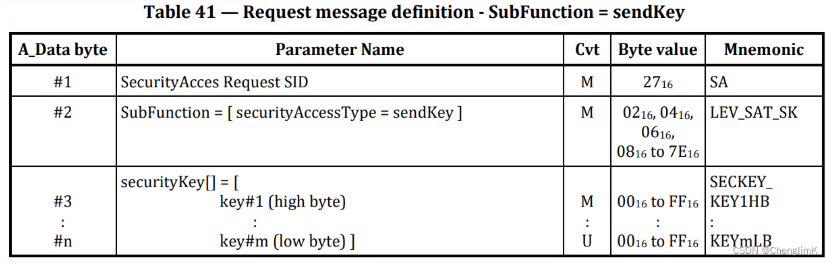 Table 41 — Request message definition - SubFunction = sendKey
A_Data byte Parameter Name Cvt Byte value Mnemonic
#1 SecurityAcces Request SID M 27₁₆ SA
#2 SubFunction = [ securityAccessType = sendKey ] M 02₁₆, 04₁₆, LEV_SAT_SK
06₁₆,
08₁₆ to 7E₁₆
securityKey[] = [ SECKEY_
#3 key#1 (high byte) M 00₁₆ to FF₁₆ KEY1HB
: : : : :
#n key#m (low byte) ] U 00₁₆ to FF₁₆ KEYmLB
CSDN @ChengJimK